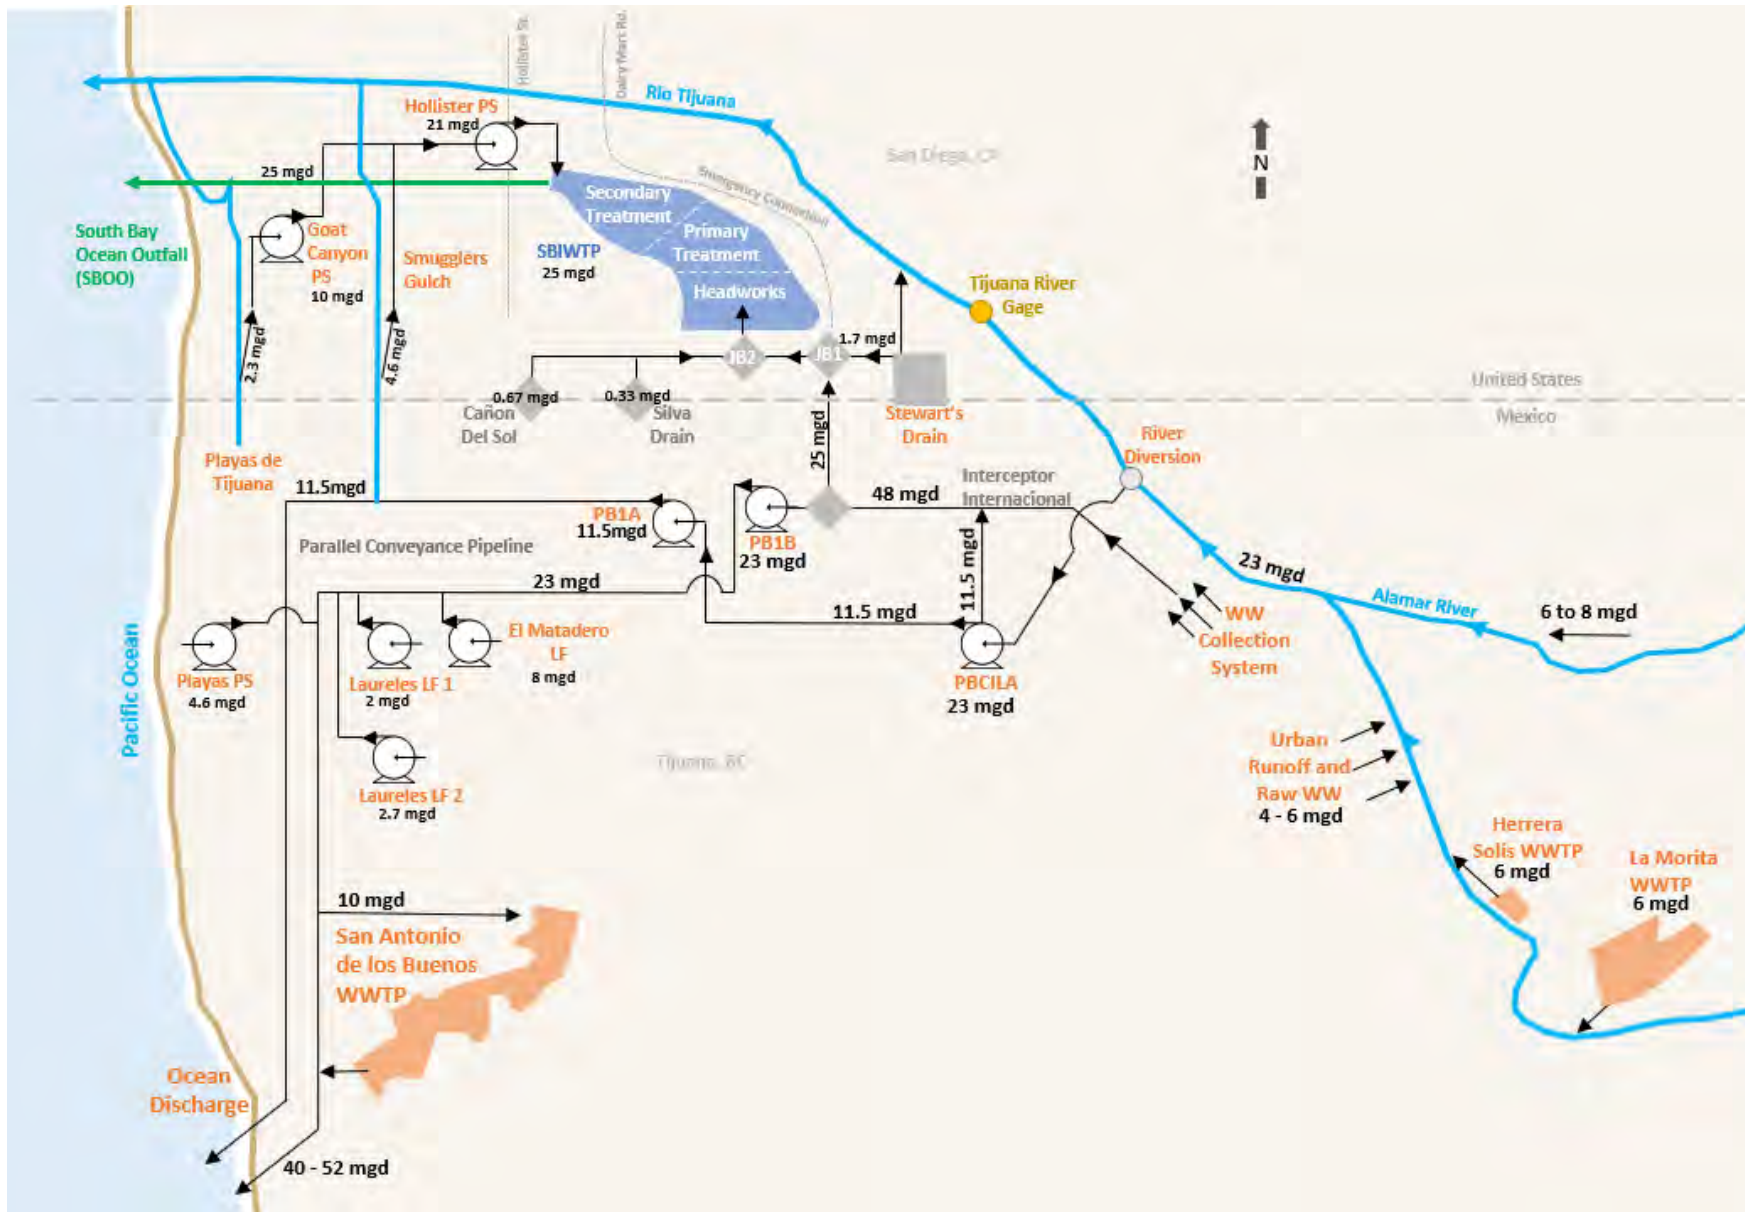 Hollister St.
Dairy Mart Rd.
Rio Tijuana
Hollister PS
21 mgd
San Diego, CA
N
25 mgd
Secondary
Treatment
Emergency Connection
Primary
Treatment
Headworks
South Bay
Ocean Outfall
(SBOO)
Goat
Canyon
PS
10 mgd
Smugglers
Gulch
SBIWTP
25 mgd
Tijuana River
Gage
2.3 mgd
4.6 mgd
JB2
JB1
1.7 mgd
0.67 mgd
0.33 mgd
Cañon
Del Sol
Silva
Drain
Stewart's
Drain
United States
Mexico
Playas de
Tijuana
River
Diversion
25 mgd
11.5mgd
PB1A
11.5mgd
PB1B
23 mgd
48 mgd
Interceptor
Internacional
Parallel Conveyance Pipeline
23 mgd
11.5 mgd
11.5 mgd
23 mgd
Alamar River
6 to 8 mgd
WW
Collection
System
Pacific Ocean
Playas PS
4.6 mgd
Laureles LF 1
2 mgd
El Matadero
LF
8 mgd
PBCILA
23 mgd
Laureles LF 2
2.7 mgd
Tijuana, BC
Urban
Runoff and
Raw WW
4 - 6 mgd
Herrera
Solís WWTP
6 mgd
La Morita
WWTP
6 mgd
10 mgd
San Antonio
de los Buenos
WWTP
Ocean
Discharge
40 - 52 mgd